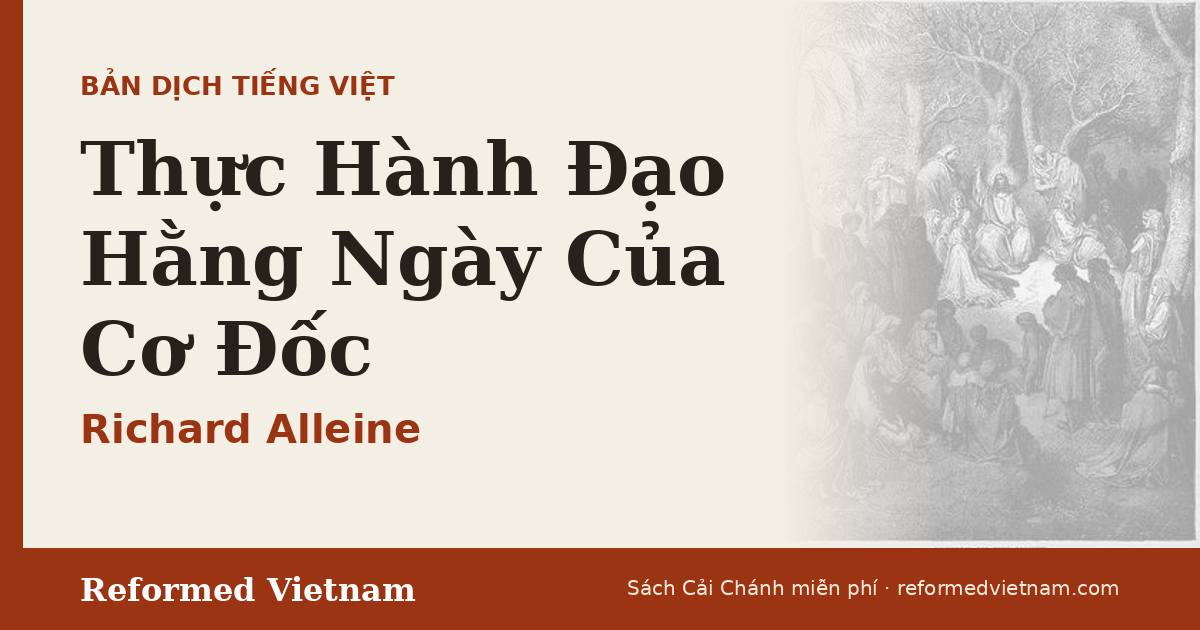 BẢN DỊCH TIẾNG VIỆT
Thực Hành Đạo
Hằng Ngày Của
Cơ Đốc
Richard Alleine
Reformed Vietnam
Sách Cải Chánh miễn phí · reformedvietnam.com